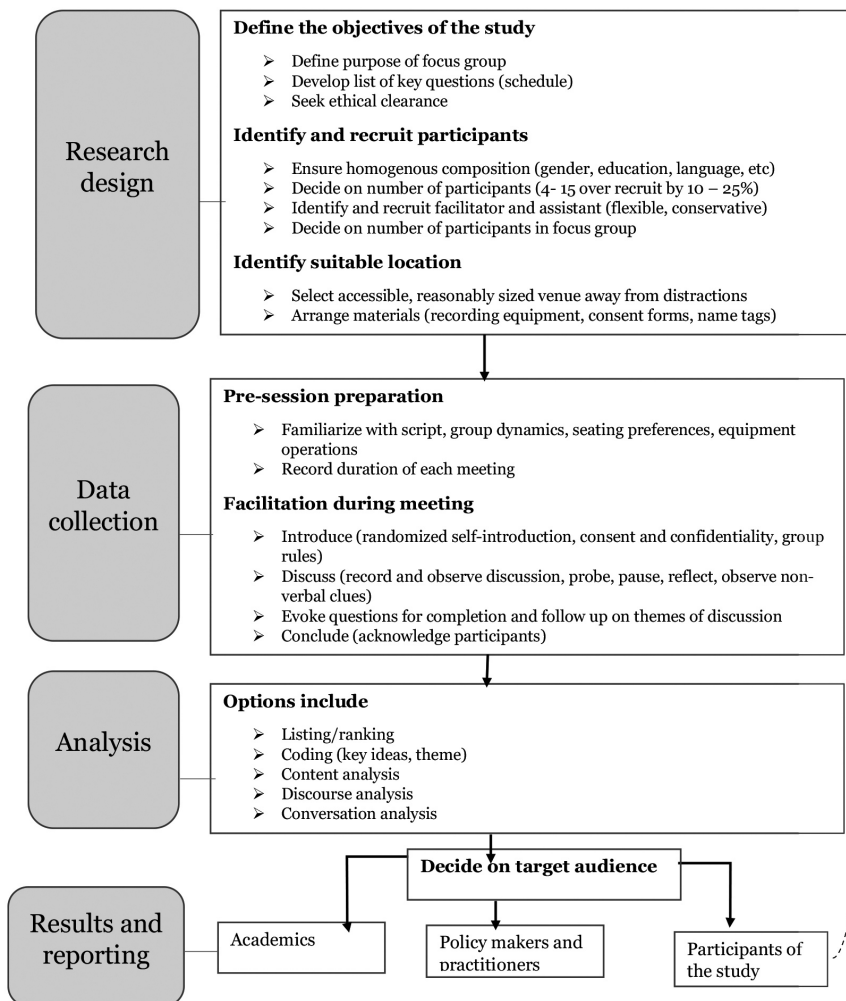 Research
design
Define the objectives of the study
➢ Define purpose of focus group
➢ Develop list of key questions (schedule)
➢ Seek ethical clearance
Identify and recruit participants
➢ Ensure homogenous composition (gender, education, language, etc)
➢ Decide on number of participants (4- 15 over recruit by 10 – 25%)
➢ Identify and recruit facilitator and assistant (flexible, conservative)
➢ Decide on number of participants in focus group
Identify suitable location
➢ Select accessible, reasonably sized venue away from distractions
➢ Arrange materials (recording equipment, consent forms, name tags)
Data
collection
Pre-session preparation
➢ Familiarize with script, group dynamics, seating preferences, equipment
operations
➢ Record duration of each meeting
Facilitation during meeting
➢ Introduce (randomized self-introduction, consent and confidentiality, group
rules)
➢ Discuss (record and observe discussion, probe, pause, reflect, observe non-
verbal clues)
➢ Evoke questions for completion and follow up on themes of discussion
➢ Conclude (acknowledge participants)
Analysis
Options include
➢ Listing/ranking
➢ Coding (key ideas, theme)
➢ Content analysis
➢ Discourse analysis
➢ Conversation analysis
Decide on target audience
Results and
reporting
Academics
Policy makers and
practitioners
Participants of
the study